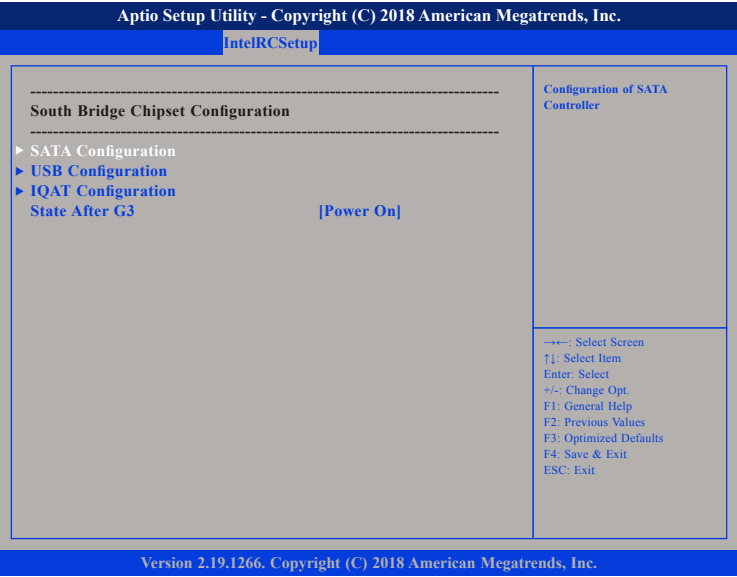 Aptio Setup Utility - Copyright (C) 2018 American Megatrends, Inc.
IntelRCSetup
--------------------------------------------------------------------------------
South Bridge Chipset Configuration
--------------------------------------------------------------------------------
► SATA Configuration
► USB Configuration
► IQAT Configuration
State After G3 [Power On]
Configuration of SATA
Controller
→←: Select Screen
↑↓: Select Item
Enter: Select
+/-: Change Opt.
F1: General Help
F2: Previous Values
F3: Optimized Defaults
F4: Save & Exit
ESC: Exit
Version 2.19.1266. Copyright (C) 2018 American Megatrends, Inc.